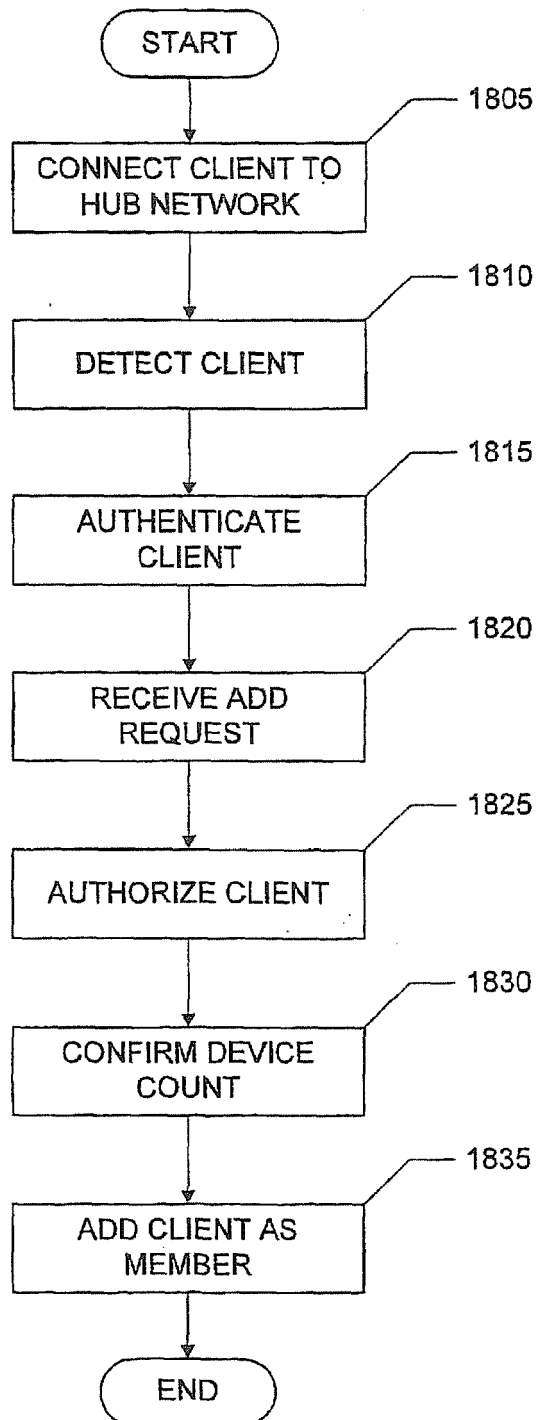 START
1805
CONNECT CLIENT TO
HUB NETWORK
1810
DETECT CLIENT
1815
AUTHENTICATE
CLIENT
1820
RECEIVE ADD
REQUEST
1825
AUTHORIZE CLIENT
1830
CONFIRM DEVICE
COUNT
1835
ADD CLIENT AS
MEMBER
END